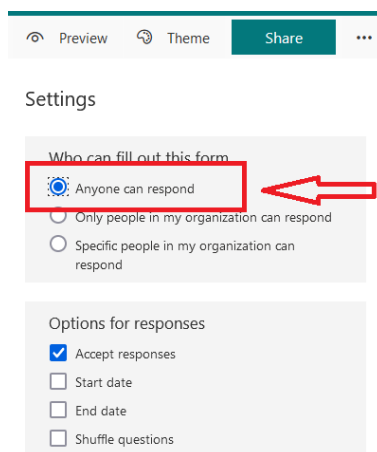 Preview Theme Share ...
Settings
Who can fill out this form
Anyone can respond
Only people in my organization can respond
Specific people in my organization can
respond
Options for responses
Accept responses
Start date
End date
Shuffle questions